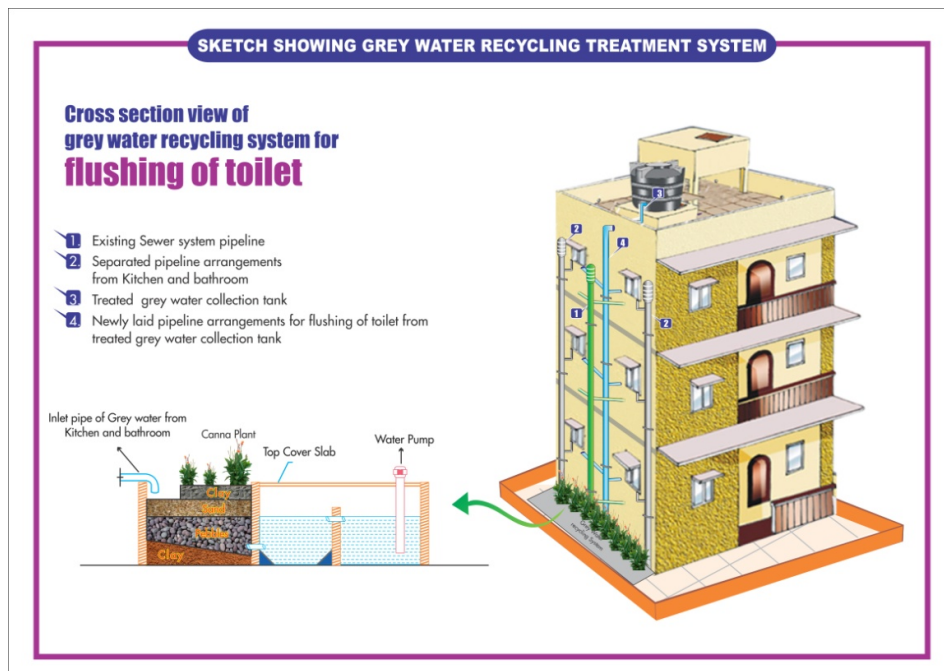 SKETCH SHOWING GREY WATER RECYCLING TREATMENT SYSTEM
Cross section view of
grey water recycling system for
flushing of toilet
1. Existing Sewer system pipeline
2. Separated pipeline arrangements
from Kitchen and bathroom
3 Treated grey water collection tank
4. Newly laid pipeline arrangements for flushing of toilet from
treated grey water collection tank
Inlet pipe of Grey water from
Kitchen and bathroom
Canna Plant
Top Cover Slab
Water Pump
Clay
Sand
Pebbles
Clay
3
2
4
1
2
recycling System